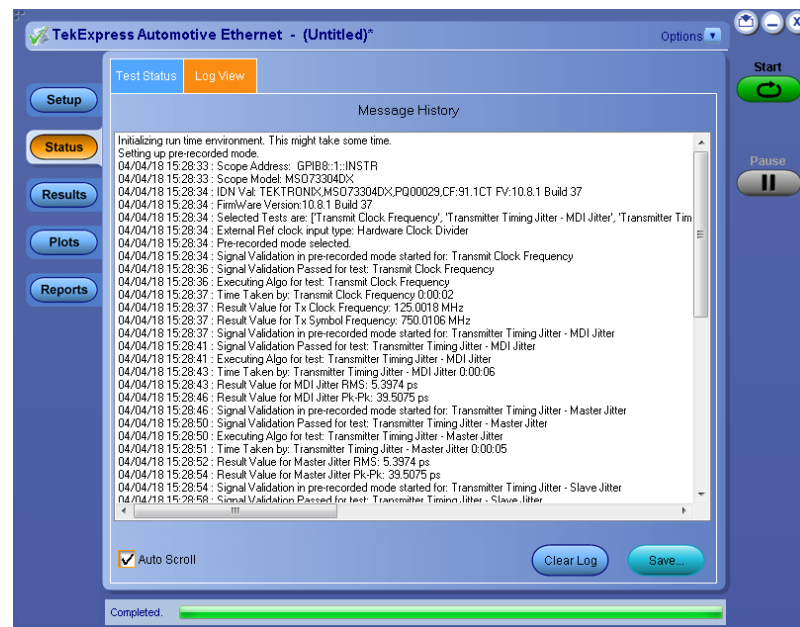 TekExpress Automotive Ethernet - (Untitled)*
Options
Start
Pause
Setup
Status
Results
Plots
Reports
Test Status
Log View
Message History
Initializing run time environment. This might take some time.
Setting up pre-recorded mode.
04/04/18 15:28:33 : Scope Address: GPIB8::1::INSTR
04/04/18 15:28:33 : Scope Model: MSO73304DX
04/04/18 15:28:34 : IDN Val: TEKTRONIX,MSO73304DX,PQ00029,CF:91.1CT FV:10.8.1 Build 37
04/04/18 15:28:34 : FirmWare Version:10.8.1 Build 37
04/04/18 15:28:34 : Selected Tests are: ['Transmit Clock Frequency', 'Transmitter Timing Jitter - MDI Jitter', 'Transmitter Tim
04/04/18 15:28:34 : External Ref clock input type: Hardware Clock Divider
04/04/18 15:28:34 : Pre-recorded mode selected.
04/04/18 15:28:34 : Signal Validation in pre-recorded mode started for: Transmit Clock Frequency
04/04/18 15:28:36 : Signal Validation Passed for test: Transmit Clock Frequency
04/04/18 15:28:36 : Executing Algo for test: Transmit Clock Frequency
04/04/18 15:28:37 : Time Taken by: Transmit Clock Frequency 0:00:02
04/04/18 15:28:37 : Result Value for Tx Clock Frequency: 125.0018 MHz
04/04/18 15:28:37 : Result Value for Tx Symbol Frequency: 750.0106 MHz
04/04/18 15:28:37 : Signal Validation in pre-recorded mode started for: Transmitter Timing Jitter - MDI Jitter
04/04/18 15:28:41 : Signal Validation Passed for test: Transmitter Timing Jitter - MDI Jitter
04/04/18 15:28:41 : Executing Algo for test: Transmitter Timing Jitter - MDI Jitter
04/04/18 15:28:43 : Time Taken by: Transmitter Timing Jitter - MDI Jitter 0:00:06
04/04/18 15:28:43 : Result Value for MDI Jitter RMS: 5.3974 ps
04/04/18 15:28:46 : Result Value for MDI Jitter Pk-Pk: 39.5075 ps
04/04/18 15:28:46 : Signal Validation in pre-recorded mode started for: Transmitter Timing Jitter - Master Jitter
04/04/18 15:28:50 : Signal Validation Passed for test: Transmitter Timing Jitter - Master Jitter
04/04/18 15:28:50 : Executing Algo for test: Transmitter Timing Jitter - Master Jitter
04/04/18 15:28:51 : Time Taken by: Transmitter Timing Jitter - Master Jitter 0:00:05
04/04/18 15:28:52 : Result Value for Master Jitter RMS: 5.3974 ps
04/04/18 15:28:54 : Result Value for Master Jitter Pk-Pk: 39.5075 ps
04/04/18 15:28:54 : Signal Validation in pre-recorded mode started for: Transmitter Timing Jitter - Slave Jitter
04/04/18 15:28:58 : Signal Validation Passed for test: Transmitter Timing Jitter - Slave Jitter
Auto Scroll
Clear Log
Save...
Completed.